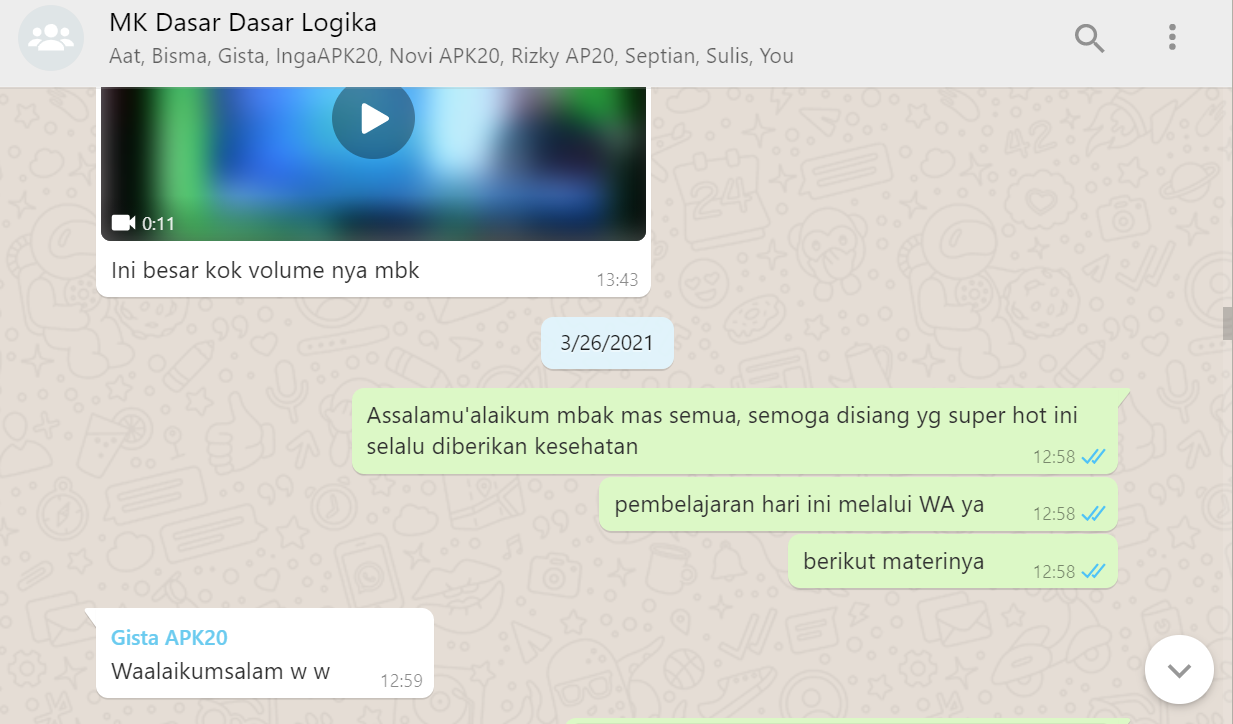 MK Dasar Dasar Logika
Aat, Bisma, Gista, IngaAPK20, Novi APK20, Rizky AP20, Septian, Sulis, You
0:11
Ini besar kok volume nya mbk
13:43
3/26/2021
Assalamu'alaikum mbak mas semua, semoga disiang yg super hot ini
selalu diberikan kesehatan
12:58
pembelajaran hari ini melalui WA ya
12:58
berikut materinya
12:58
Gista APK20
Waalaikumsalam w w
12:59